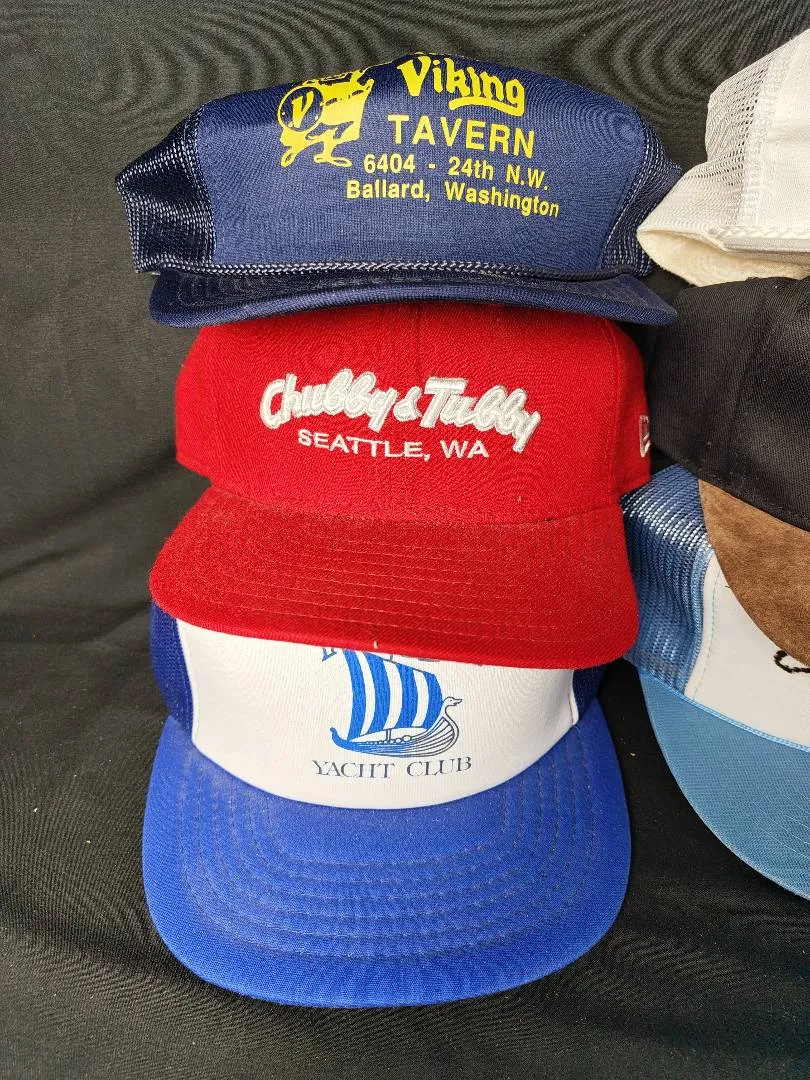 V
Viking
TAVERN
6404 - 24th N.W.
Ballard, Washington
Chubby & Tubby
SEATTLE, WA
YACHT CLUB